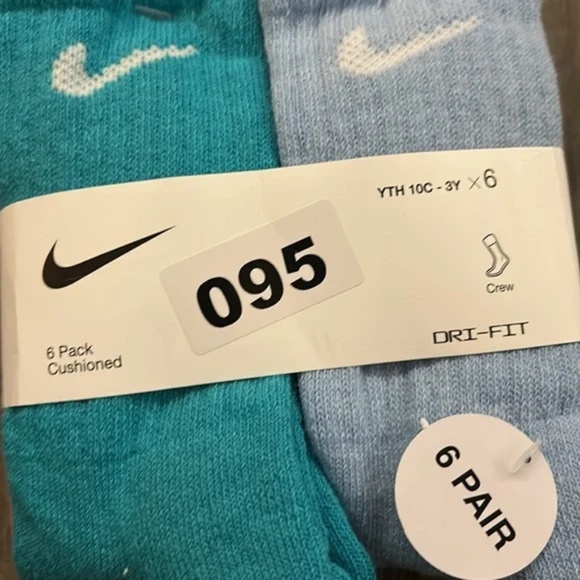 YTH 10C - 3Y ×6
095
Crew
6 Pack
Cushioned
DRI-FIT
6 PAIR